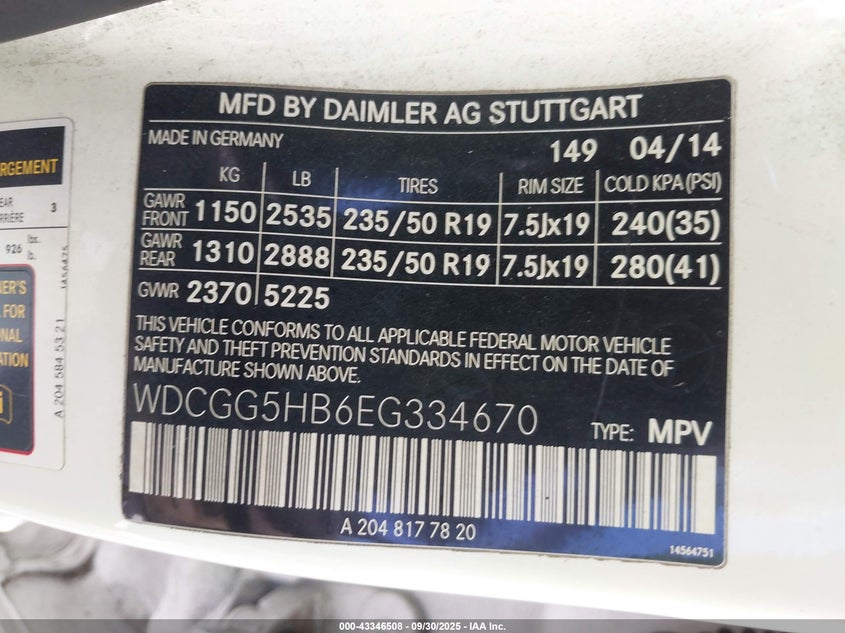 MFD BY DAIMLER AG STUTTGART
MADE IN GERMANY 149 04/14
KG LB TIRES RIM SIZE COLD KPA (PSI)
GAWR FRONT 1150 2535 235/50 R19 7.5Jx19 240(35)
GAWR REAR 1310 2888 235/50 R19 7.5Jx19 280(41)
GVWR 2370 5225
THIS VEHICLE CONFORMS TO ALL APPLICABLE FEDERAL MOTOR VEHICLE
SAFETY AND THEFT PREVENTION STANDARDS IN EFFECT ON THE DATE OF
MANUFACTURE SHOWN ABOVE.
WDCGG5HB6EG334670
TYPE: MPV
A 204 817 78 20
14564751
3
926 lbs.
A 204 584 53 21
000-43346508 - 09/30/2025 - IAA Inc.